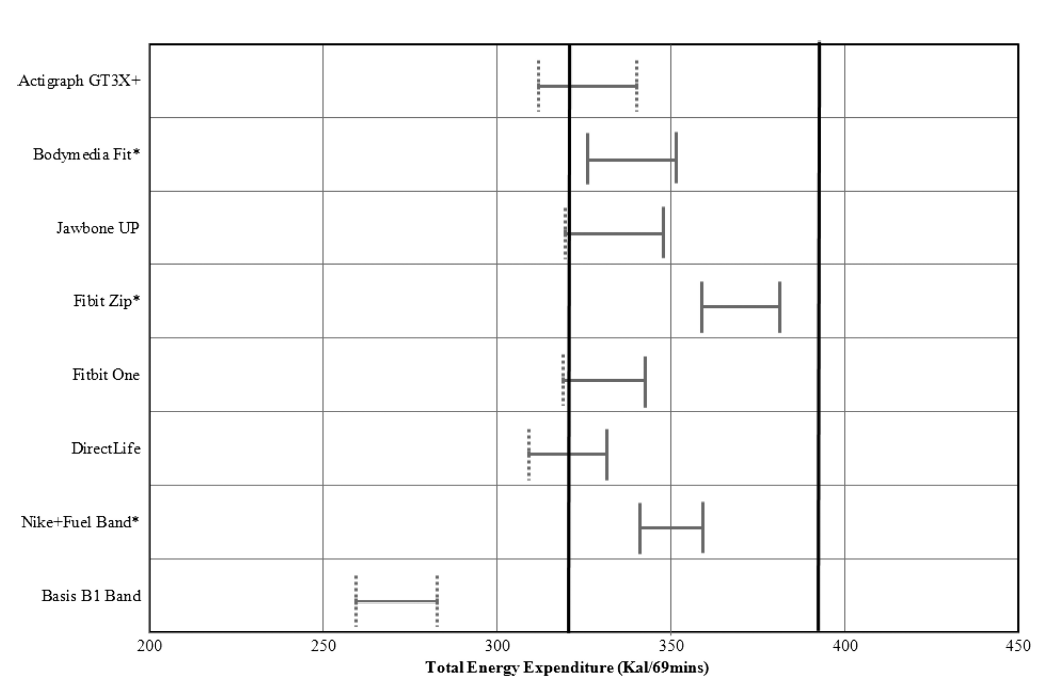 Actigraph GT3X+
Bodymedia Fit*
Jawbone UP
Fibit Zip*
Fitbit One
DirectLife
Nike+Fuel Band*
Basis B1 Band
200 250 300 350 400 450
Total Energy Expenditure (Kal/69mins)